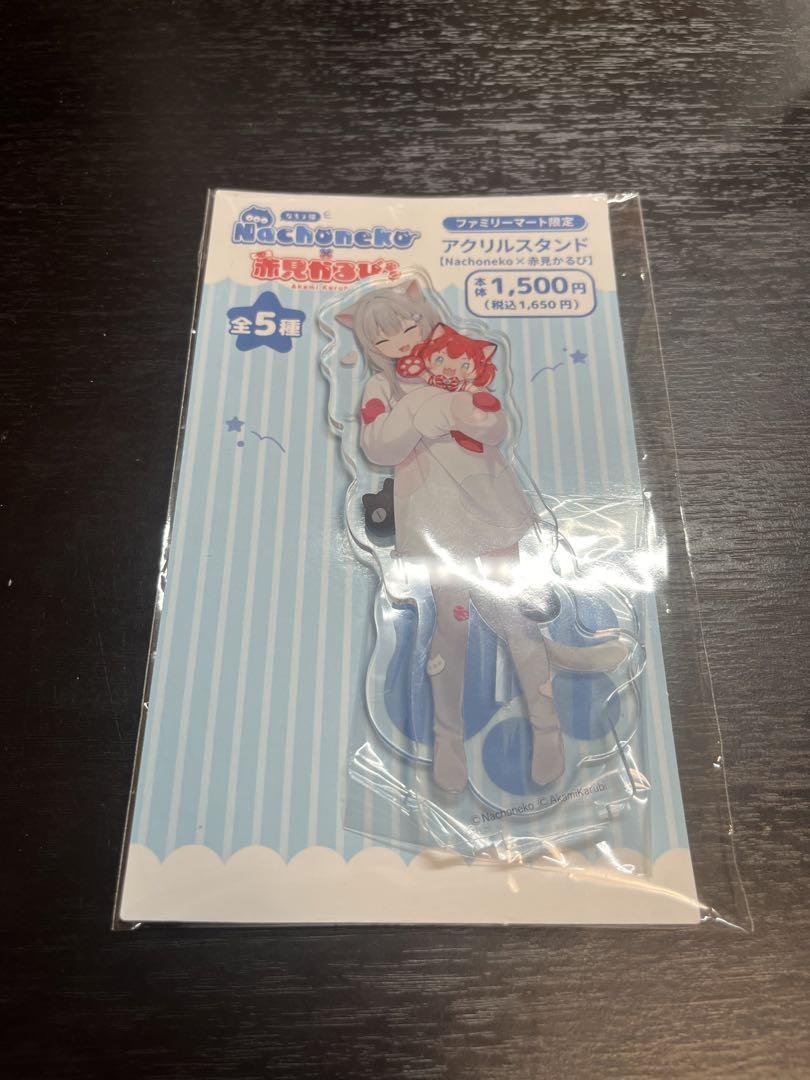 なちょ猫
Nachoneko
×
赤見かるび
Akami Karubi
全5種
ファミリーマート限定
アクリルスタンド
【Nachoneko×赤見かるび】
本体 1,500円
(税込1,650円)
© Nachoneko / © AkamiKarubi